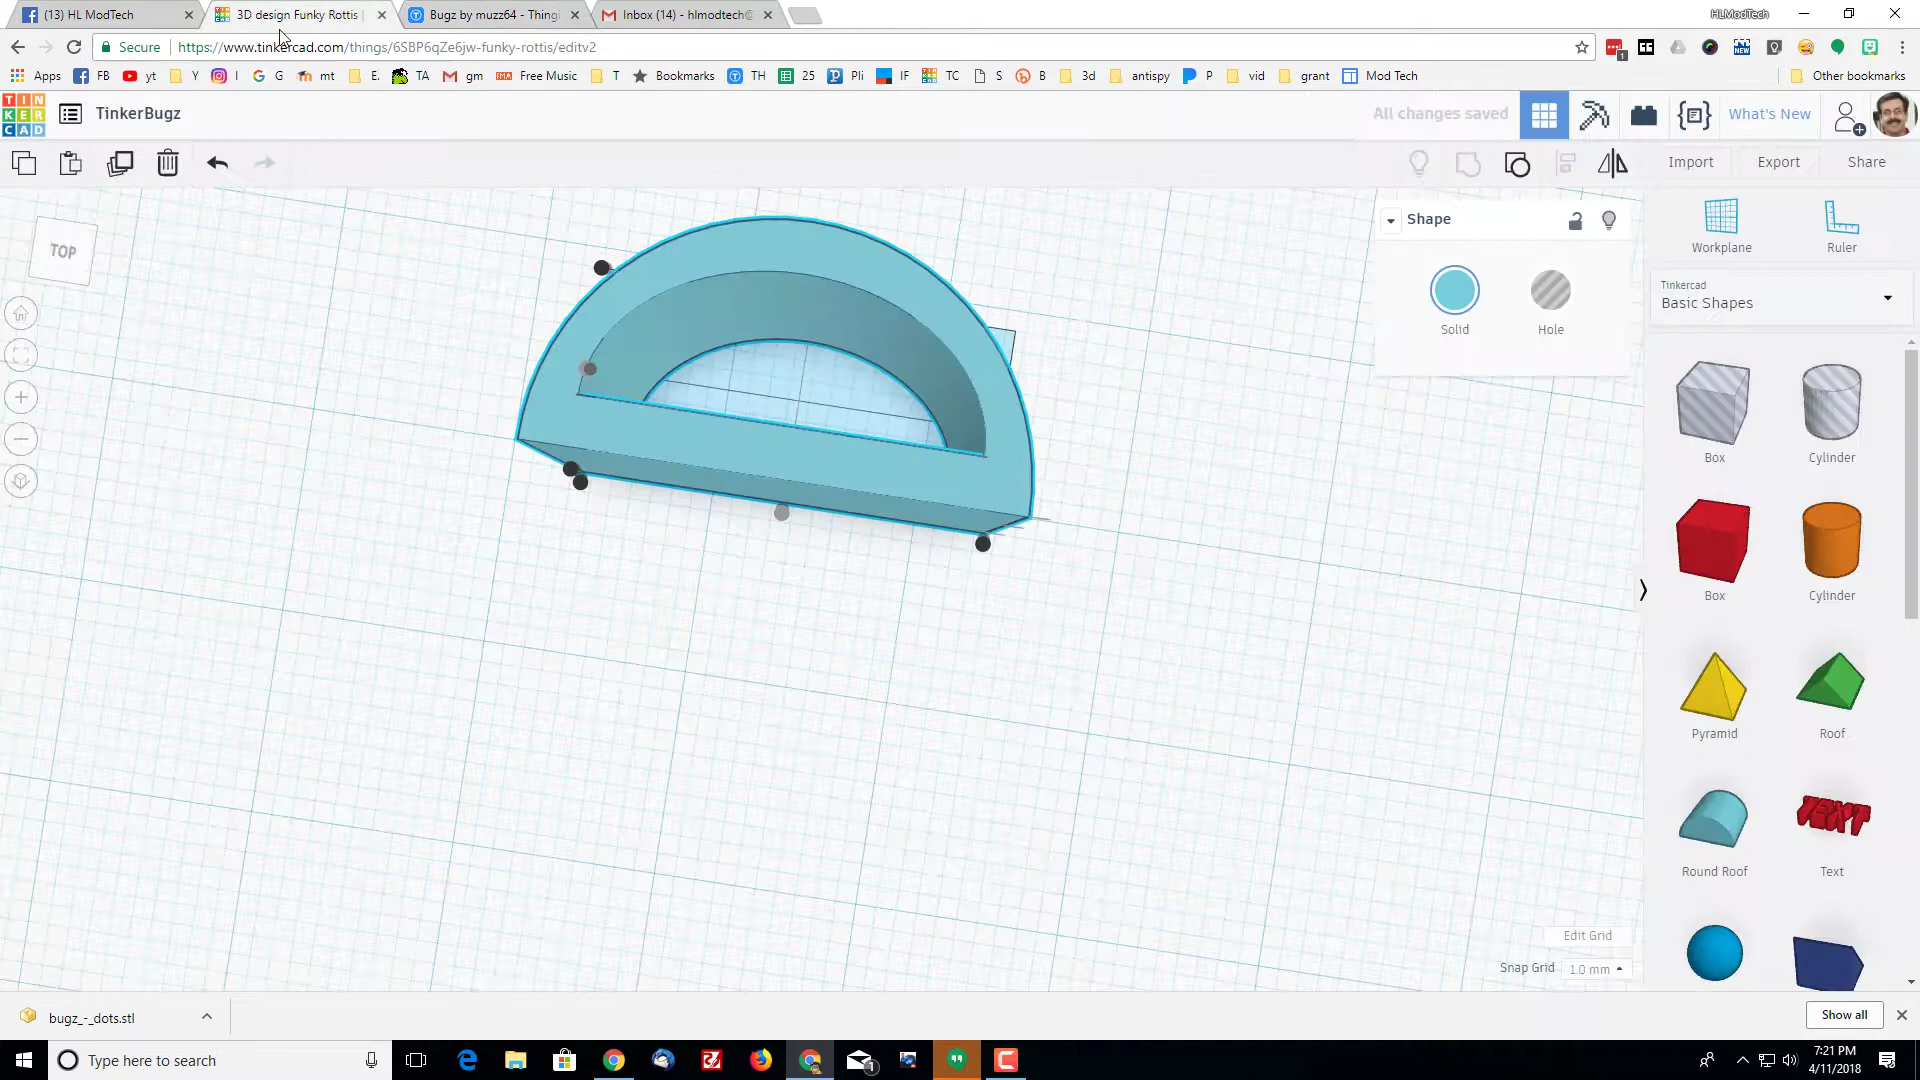 (13) HL ModTech
3D design Funky Rottis |
Bugz by muzz64 - Thing
Inbox (14) - hlmodtech@
HLModTech
Secure
https://www.tinkercad.com/things/6SBP6qZe6jw-funky-rottis/editv2
Apps
FB
yt
Y
I
G
mt
E.
TA
gm
Free Music
T
Bookmarks
TH
25
Pli
IF
TC
S
B
3d
antispy
P
vid
grant
Mod Tech
Other bookmarks
TIN
KER
CAD
TinkerBugz
All changes saved
What's New
Import
Export
Share
TOP
Shape
Solid
Hole
Workplane
Ruler
Tinkercad
Basic Shapes
Box
Cylinder
Box
Cylinder
Pyramid
Roof
TEXT
Round Roof
Text
Edit Grid
Snap Grid
1.0 mm
bugz_-_dots.stl
Show all
Type here to search
7:21 PM
4/11/2018